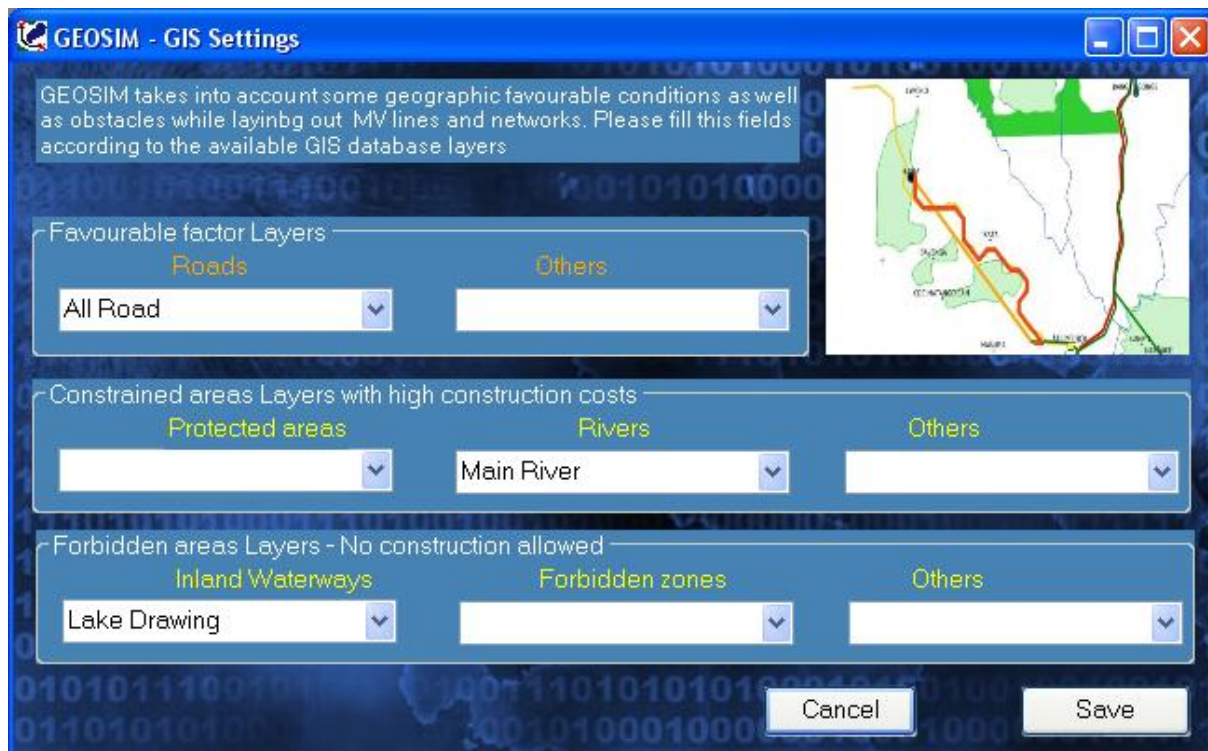 GEOSIM - GIS Settings
GEOSIM takes into account some geographic favourable conditions as well
as obstacles while layinbg out MV lines and networks. Please fill this fields
according to the available GIS database layers
Favourable factor Layers
Roads Others
All Road
Constrained areas Layers with high construction costs
Protected areas Rivers Others
Main River
Forbidden areas Layers - No construction allowed
Inland Waterways Forbidden zones Others
Lake Drawing
Cancel Save